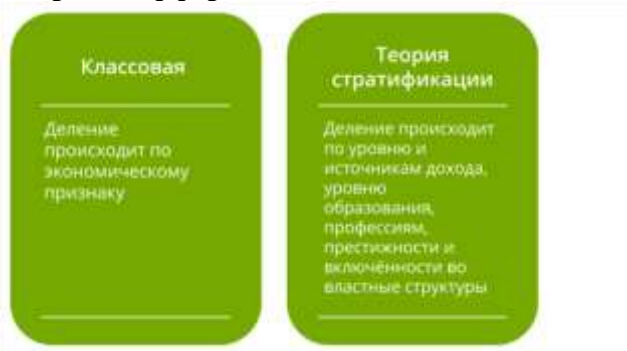 Классовая
Деление
происходит по
экономическому
признаку
Теория
стратификации
Деление происходит
по уровню и
источникам дохода,
уровню
образования,
профессиям,
престижности и
включённости во
властные структуры